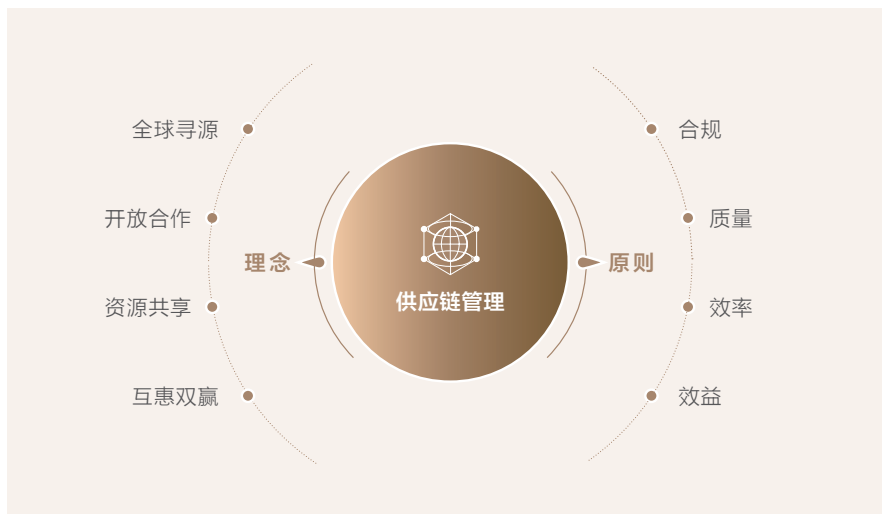 全球寻源
开放合作
资源共享
互惠双赢
理念
供应链管理
原则
合规
质量
效率
效益